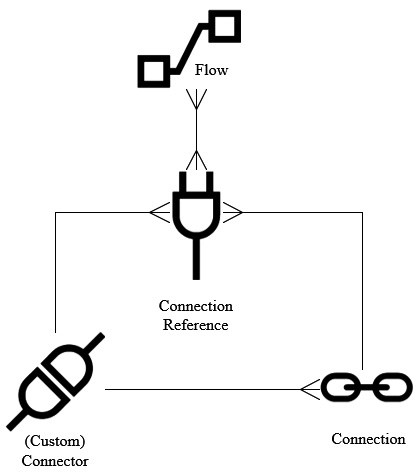 Flow
Connection
Reference
(Custom)
Connector
Connection